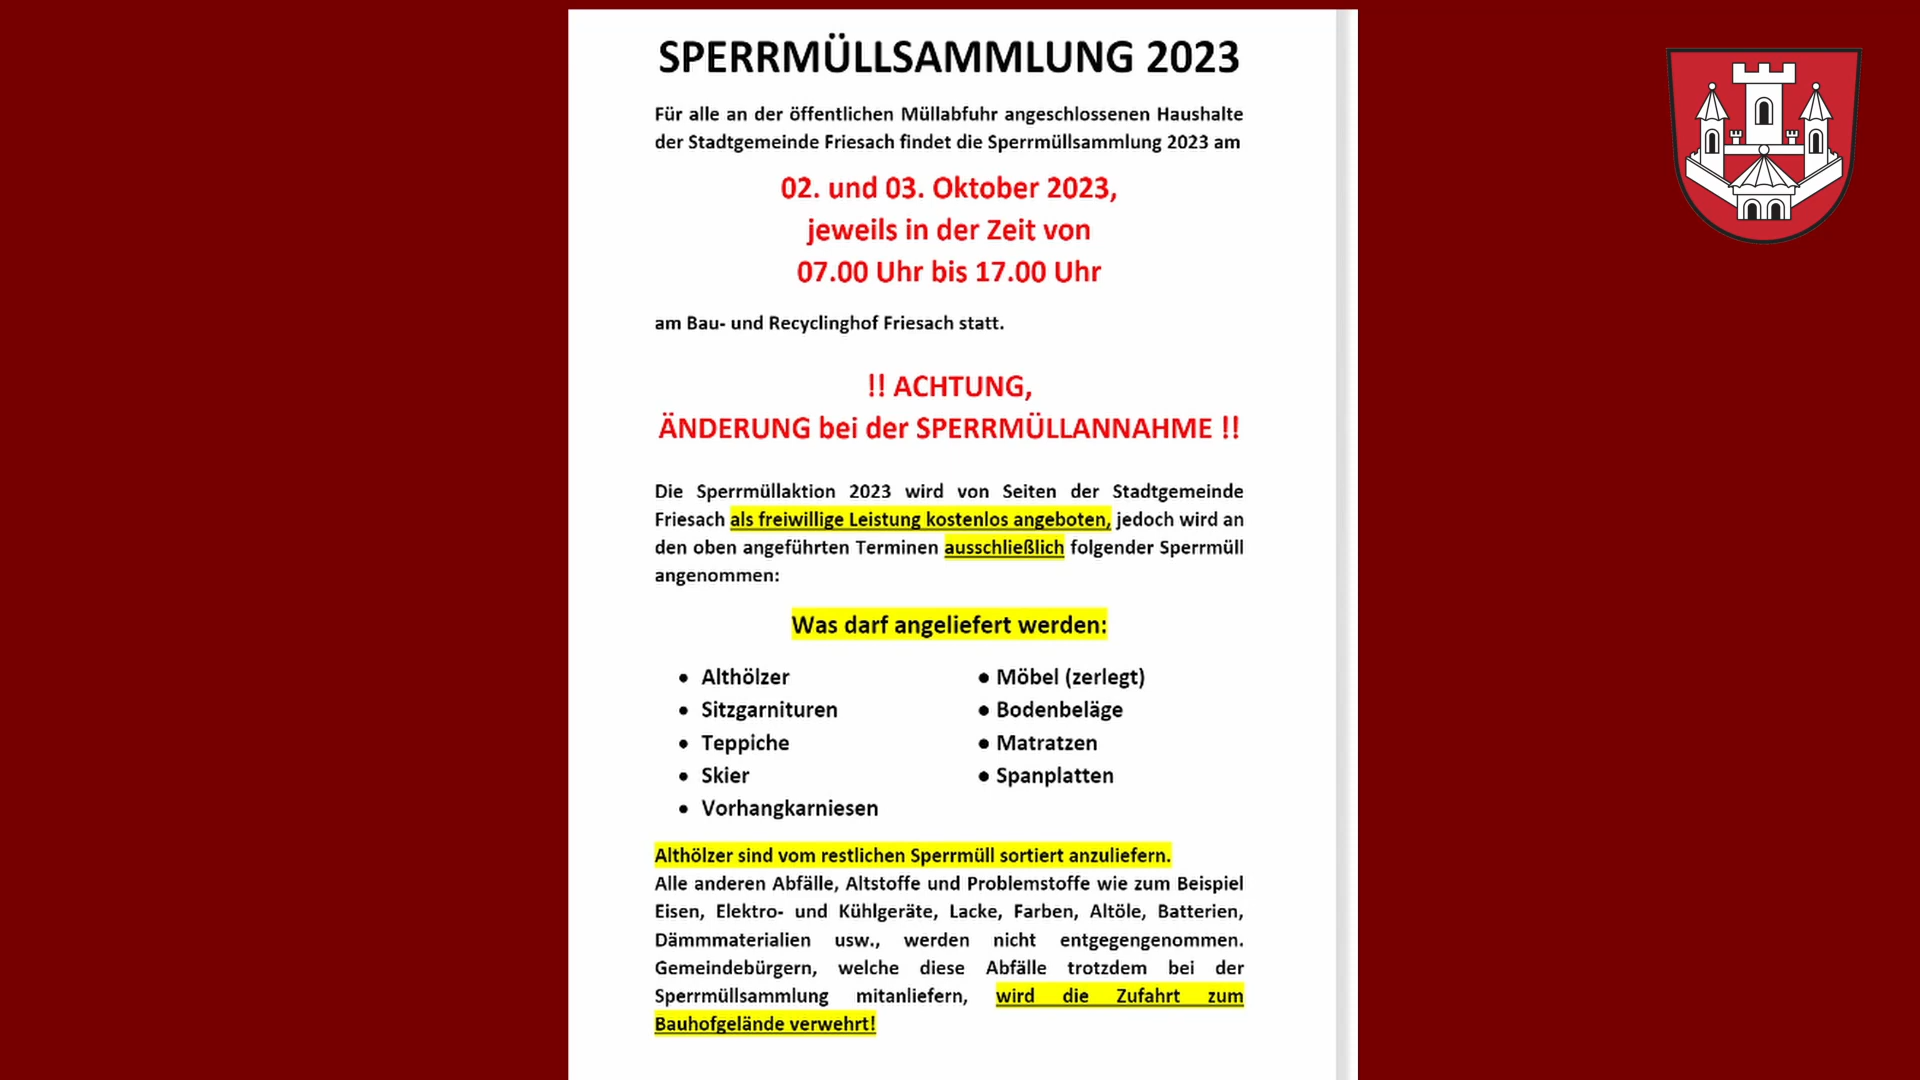 SPERRMÜLLSAMMLUNG 2023
Für alle an der öffentlichen Müllabfuhr angeschlossenen Haushalte
der Stadtgemeinde Friesach findet die Sperrmüllsammlung 2023 am
02. und 03. Oktober 2023,
jeweils in der Zeit von
07.00 Uhr bis 17.00 Uhr
am Bau- und Recyclinghof Friesach statt.
!! ACHTUNG,
ÄNDERUNG bei der SPERRMÜLLANNAHME !!
Die Sperrmüllaktion 2023 wird von Seiten der Stadtgemeinde
Friesach als freiwillige Leistung kostenlos angeboten, jedoch wird an
den oben angeführten Terminen ausschließlich folgender Sperrmüll
angenommen:
Was darf angeliefert werden:
• Althölzer
• Sitzgarnituren
• Teppiche
• Skier
• Vorhangkarniesen
● Möbel (zerlegt)
● Bodenbeläge
● Matratzen
● Spanplatten
Althölzer sind vom restlichen Sperrmüll sortiert anzuliefern.
Alle anderen Abfälle, Altstoffe und Problemstoffe wie zum Beispiel
Eisen, Elektro- und Kühlgeräte, Lacke, Farben, Altöle, Batterien,
Dämmmaterialien usw., werden nicht entgegengenommen.
Gemeindebürgern, welche diese Abfälle trotzdem bei der
Sperrmüllsammlung mitanliefern, wird die Zufahrt zum
Bauhofgelände verwehrt!